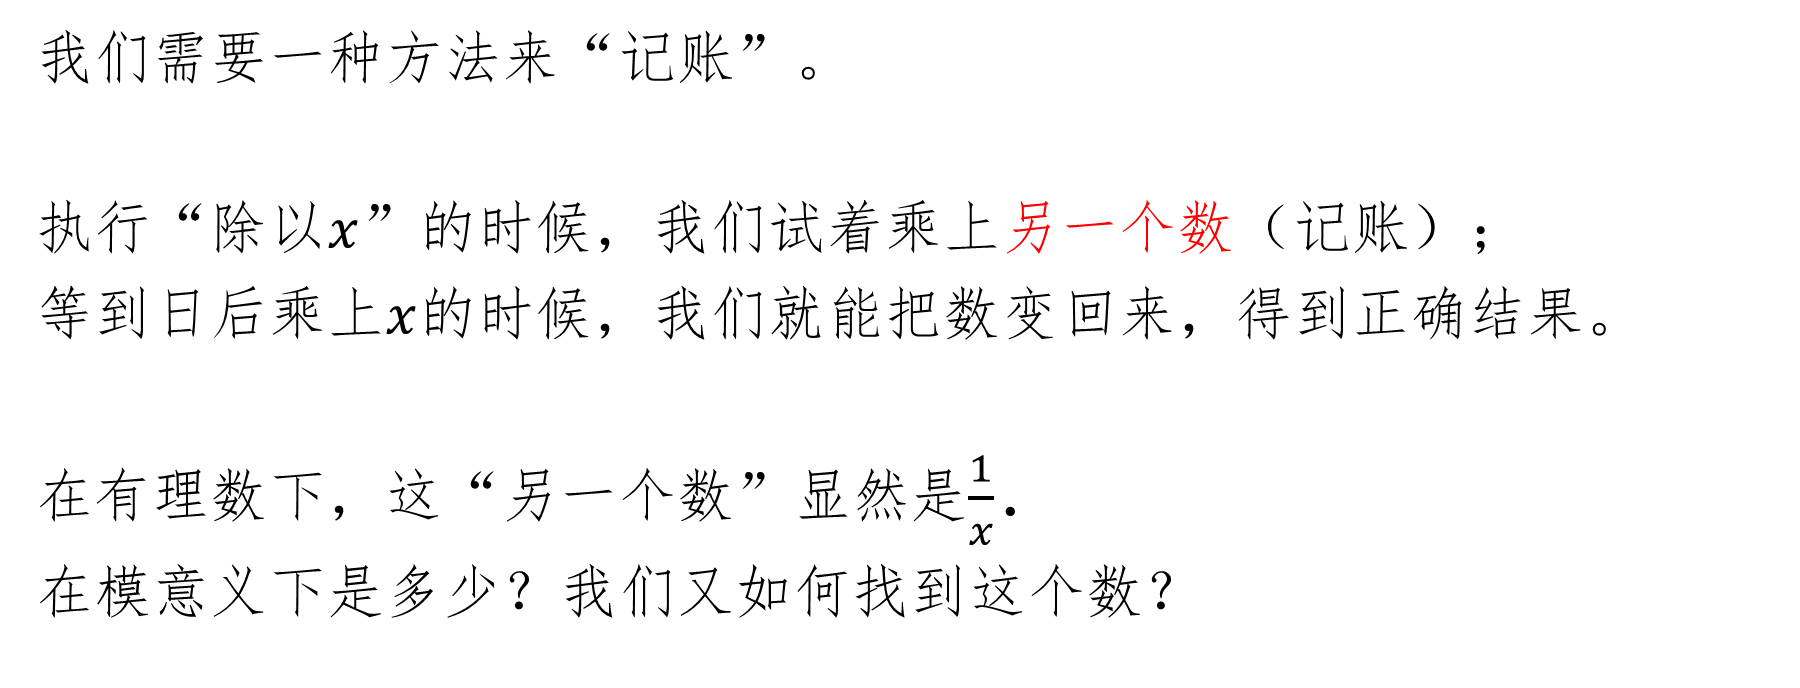 我们需要一种方法来“记账”。
执行“除以x”的时候，我们试着乘上另一个数（记账）；
等到日后乘上x的时候，我们就能把数变回来，得到正确结果。
在有理数下，这“另一个数”显然是1/x.
在模意义下是多少？我们又如何找到这个数？